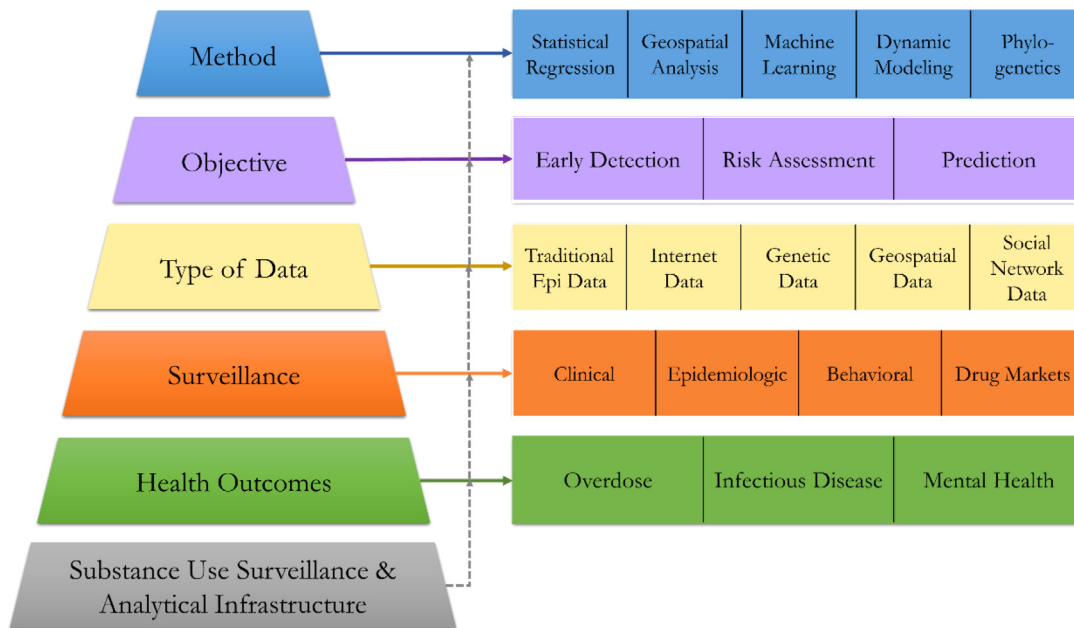 Method
Statistical
Regression
Geospatial
Analysis
Machine
Learning
Dynamic
Modeling
Phylo-
genetics
Objective
Early Detection
Risk Assessment
Prediction
Type of Data
Traditional
Epi Data
Internet
Data
Genetic
Data
Geospatial
Data
Social
Network
Data
Surveillance
Clinical
Epidemiologic
Behavioral
Drug Markets
Health Outcomes
Overdose
Infectious Disease
Mental Health
Substance Use Surveillance &
Analytical Infrastructure